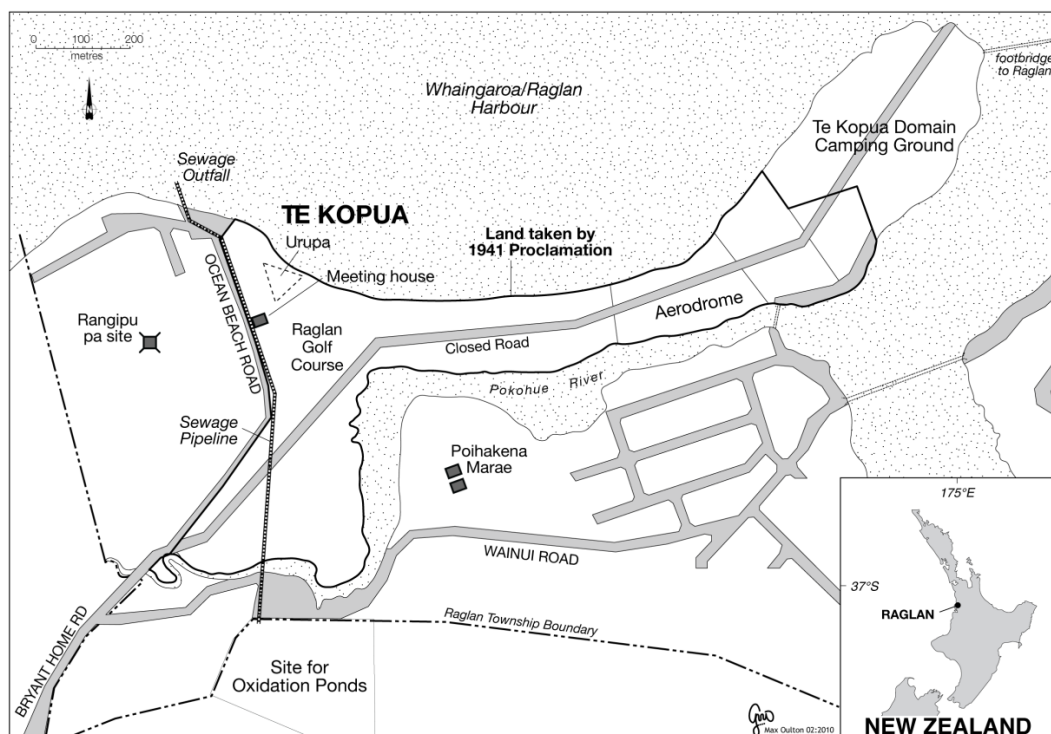 0 100 200
metres
N
Whaingaroa/Raglan
Harbour
footbridge
to Raglan
Te Kopua Domain
Camping Ground
Sewage
Outfall
TE KOPUA
Urupa
Land taken by
1941 Proclamation
Meeting house
OCEAN BEACH ROAD
Rangipu
pa site
Raglan
Golf
Course
Aerodrome
Closed Road
Pokohue River
Sewage
Pipeline
Poihakena
Marae
WAINUI ROAD
BRYANT HOME RD
Raglan Township Boundary
Site for
Oxidation Ponds
Max Oulton 02:2010
175°E
37°S
RAGLAN
NEW ZEALAND